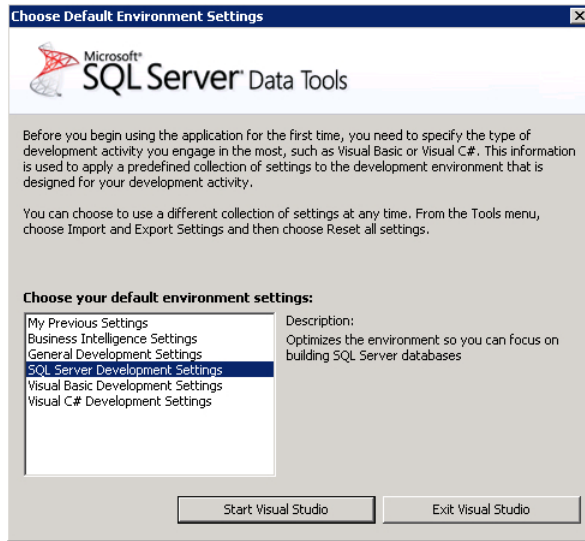 Choose Default Environment Settings
Microsoft®
SQL Server® Data Tools
Before you begin using the application for the first time, you need to specify the type of
development activity you engage in the most, such as Visual Basic or Visual C#. This information
is used to apply a predefined collection of settings to the development environment that is
designed for your development activity.
You can choose to use a different collection of settings at any time. From the Tools menu,
choose Import and Export Settings and then choose Reset all settings.
Choose your default environment settings:
My Previous Settings
Business Intelligence Settings
General Development Settings
SQL Server Development Settings
Visual Basic Development Settings
Visual C# Development Settings
Description:
Optimizes the environment so you can focus on
building SQL Server databases
Start Visual Studio
Exit Visual Studio